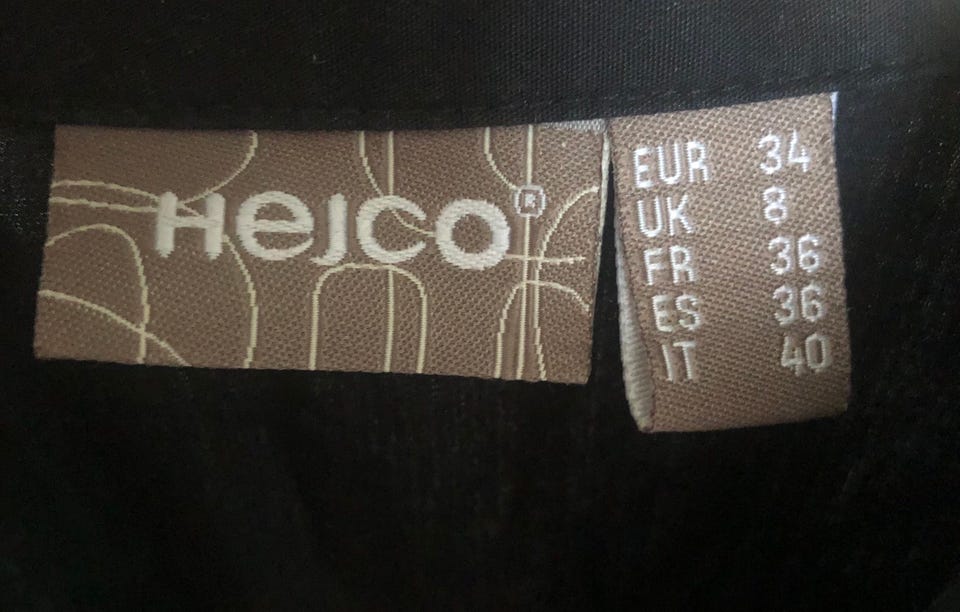 Hejco ®
EUR 34
UK 8
FR 36
ES 36
IT 40